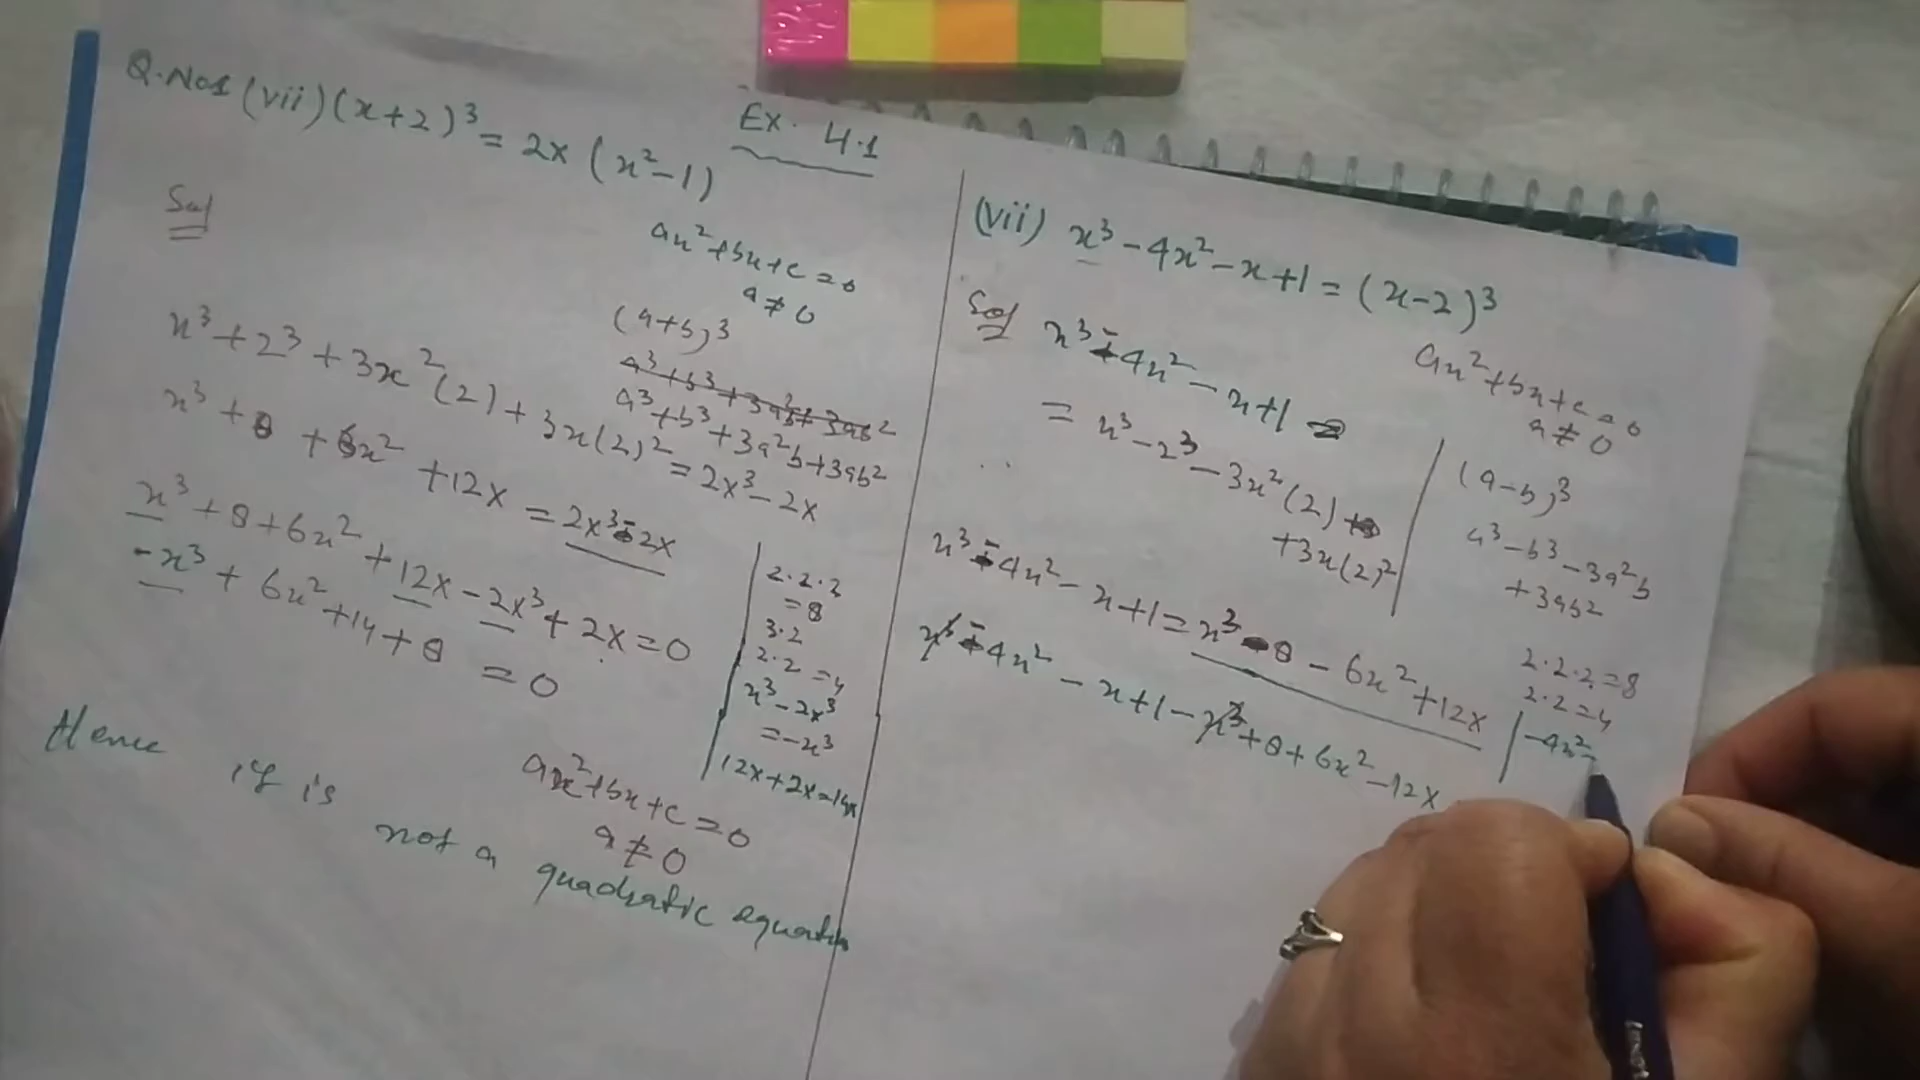 Ex. 4.1
Q.No1 (vii) (x+2)³ = 2x (x²-1)
Sol
ax²+bx+c=0
a≠0
(a+b)³
a³+b³+3a²b+3ab²
x³+2³+3x²(2)+3x(2)²=2x³-2x
x³+8+6x²+12x=2x³-2x
x³+8+6x²+12x-2x³+2x=0
-x³+6x²+14+8=0
2.2.2
=8
3.2
2.2=4
x³-2x³
=-x³
12x+2x=14x
ax²+bx+c=0
a≠0
Hence it is not a quadratic equation
(vii) x³-4x²-x+1=(x-2)³
Sol x³-4x²-x+1
= x³-2³-3x²(2)
+3x(2)²
ax²+bx+c=0
a≠0
(a-b)³
a³-b³-3a²b
+3ab²
x³-4x²-x+1=x³-8-6x²+12x
x³-4x²-x+1-x³+8+6x²-12x
2.2.2=8
2.2=4
-4x²-